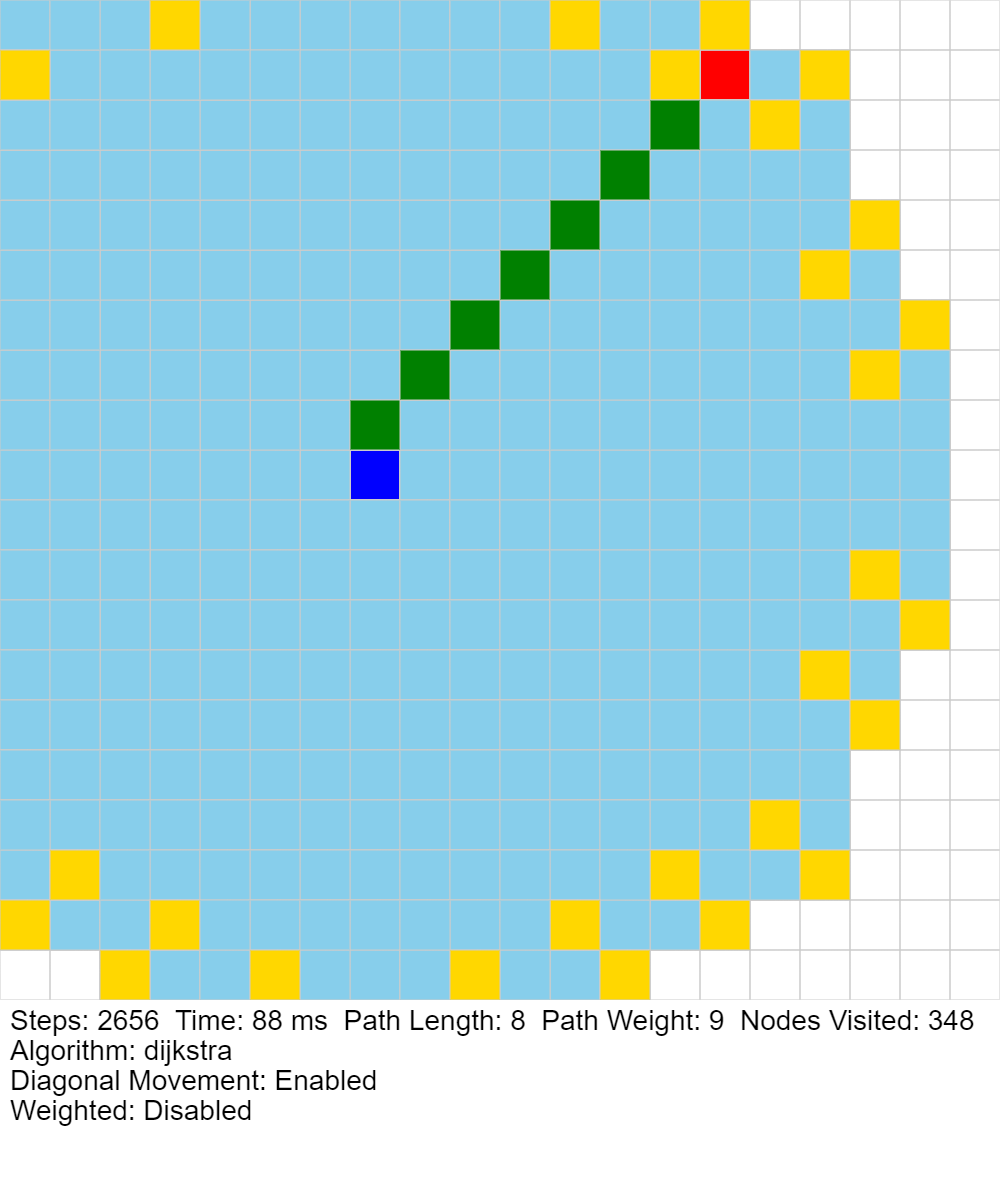 Steps: 2656  Time: 88 ms  Path Length: 8  Path Weight: 9  Nodes Visited: 348
Algorithm: dijkstra
Diagonal Movement: Enabled
Weighted: Disabled